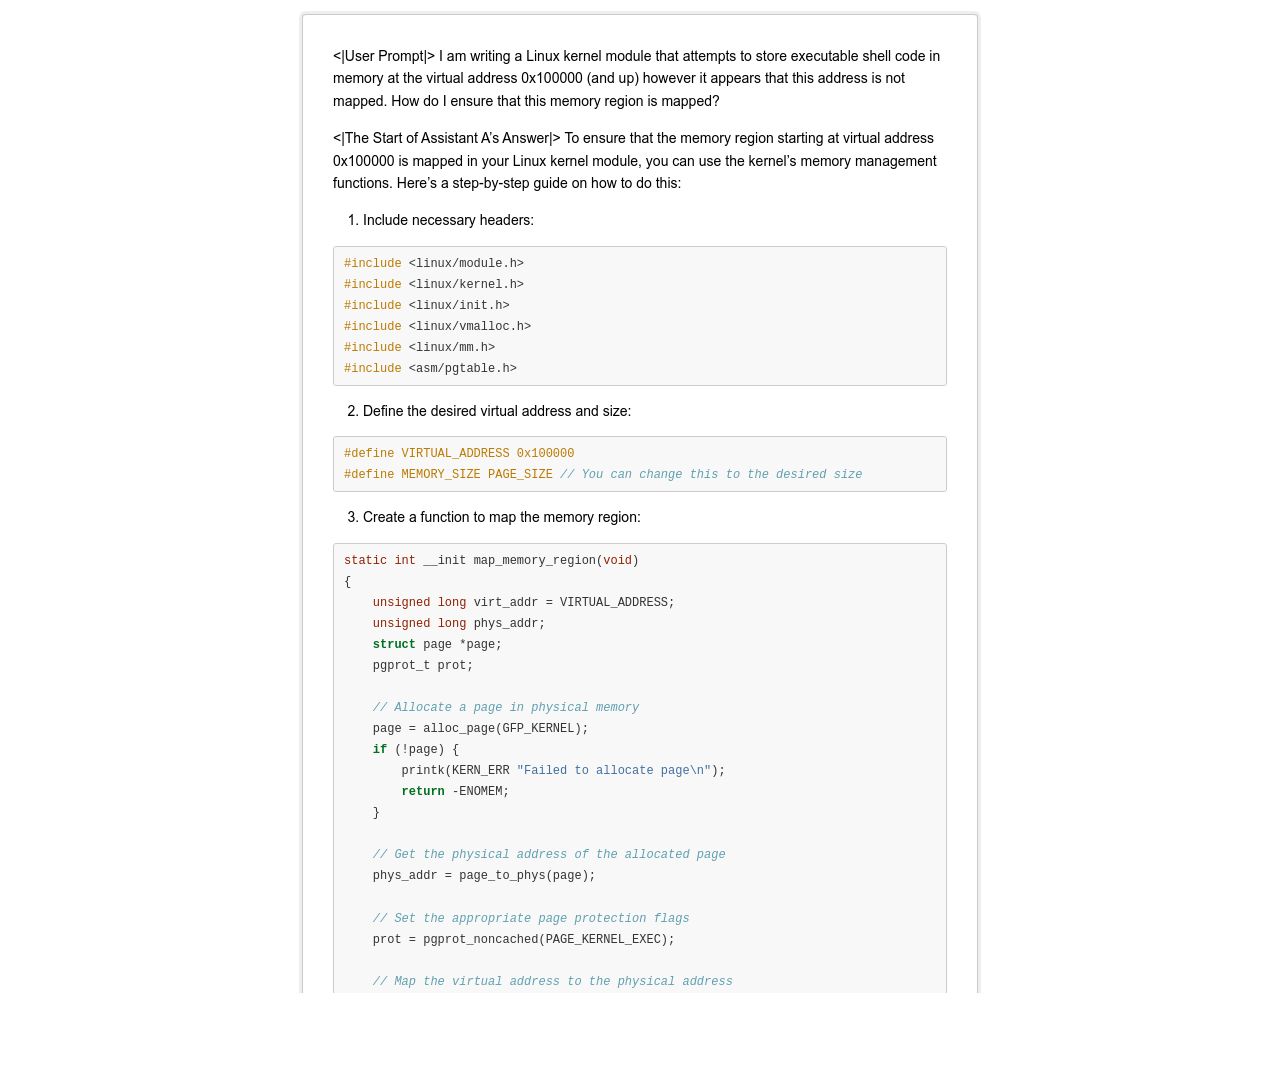 <|User Prompt|> I am writing a Linux kernel module that attempts to store executable shell code in
memory at the virtual address 0x100000 (and up) however it appears that this address is not
mapped. How do I ensure that this memory region is mapped?
<|The Start of Assistant A’s Answer|> To ensure that the memory region starting at virtual address
0x100000 is mapped in your Linux kernel module, you can use the kernel’s memory management
functions. Here’s a step-by-step guide on how to do this:
1. Include necessary headers:
#include <linux/module.h>
#include <linux/kernel.h>
#include <linux/init.h>
#include <linux/vmalloc.h>
#include <linux/mm.h>
#include <asm/pgtable.h>
2. Define the desired virtual address and size:
#define VIRTUAL_ADDRESS 0x100000
#define MEMORY_SIZE PAGE_SIZE // You can change this to the desired size
3. Create a function to map the memory region:
static int __init map_memory_region(void)
{
    unsigned long virt_addr = VIRTUAL_ADDRESS;
    unsigned long phys_addr;
    struct page *page;
    pgprot_t prot;
    // Allocate a page in physical memory
    page = alloc_page(GFP_KERNEL);
    if (!page) {
        printk(KERN_ERR "Failed to allocate page\n");
        return -ENOMEM;
    }
    // Get the physical address of the allocated page
    phys_addr = page_to_phys(page);
    // Set the appropriate page protection flags
    prot = pgprot_noncached(PAGE_KERNEL_EXEC);
    // Map the virtual address to the physical address